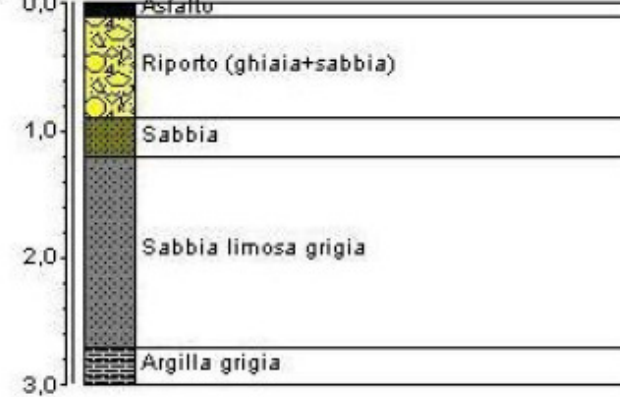 0,0 Asfalto
Riporto (ghiaia+sabbia)
1,0 Sabbia
2,0 Sabbia limosa grigia
Argilla grigia
3,0